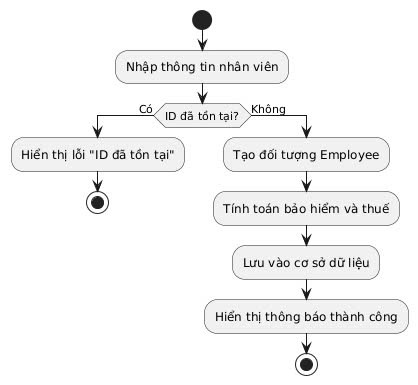 Nhập thông tin nhân viên
ID đã tồn tại?
Có
Không
Hiển thị lỗi "ID đã tồn tại"
Tạo đối tượng Employee
Tính toán bảo hiểm và thuế
Lưu vào cơ sở dữ liệu
Hiển thị thông báo thành công